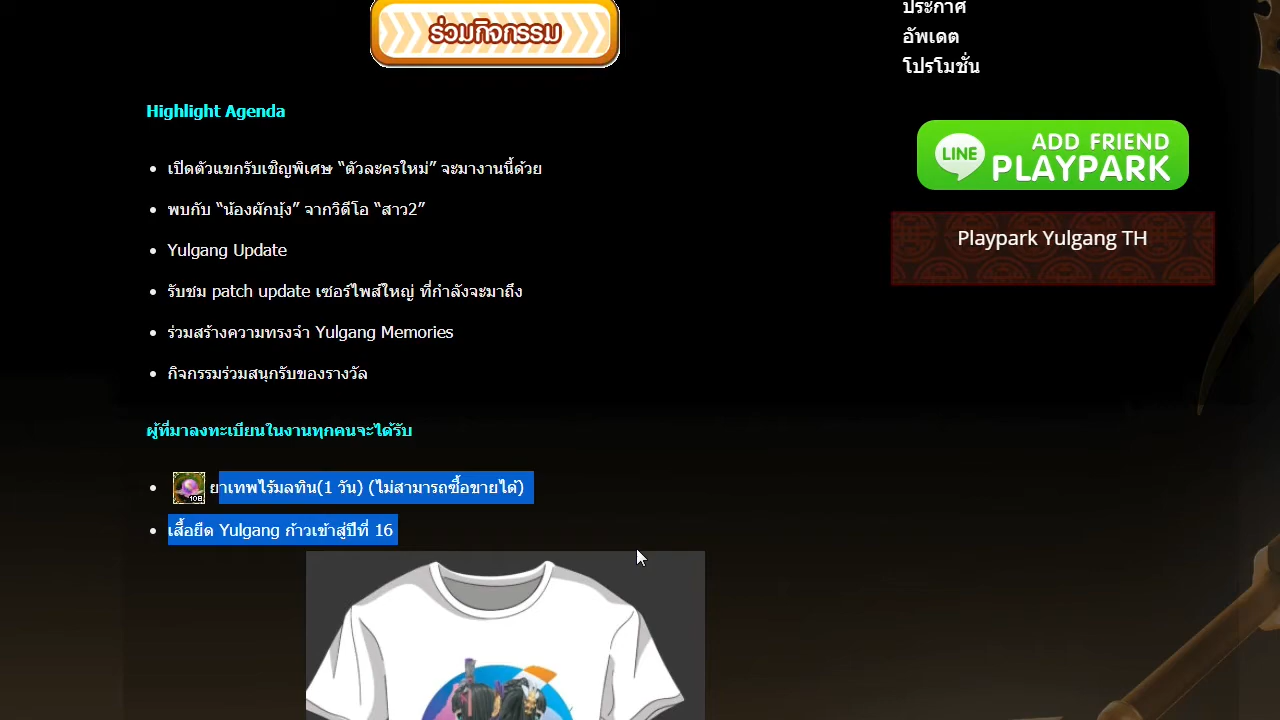 ร่วมกิจกรรม
Highlight Agenda
เปิดตัวแขกรับเชิญพิเศษ “ตัวละครใหม่” จะมางานนี้ด้วย
พบกับ “น้องผักบุ้ง” จากวิดีโอ “สาว2”
Yulgang Update
รับชม patch update เซอร์ไพส์ใหญ่ ที่กำลังจะมาถึง
ร่วมสร้างความทรงจำ Yulgang Memories
กิจกรรมร่วมสนุกรับของรางวัล
ผู้ที่มาลงทะเบียนในงานทุกคนจะได้รับ
10B ยาเทพไร้มลทิน(1 วัน) (ไม่สามารถซื้อขายได้)
เสื้อยืด Yulgang ก้าวเข้าสู่ปีที่ 16
ประกาศ
อัพเดต
โปรโมชั่น
LINE ADD FRIEND
PLAYPARK
Playpark Yulgang TH